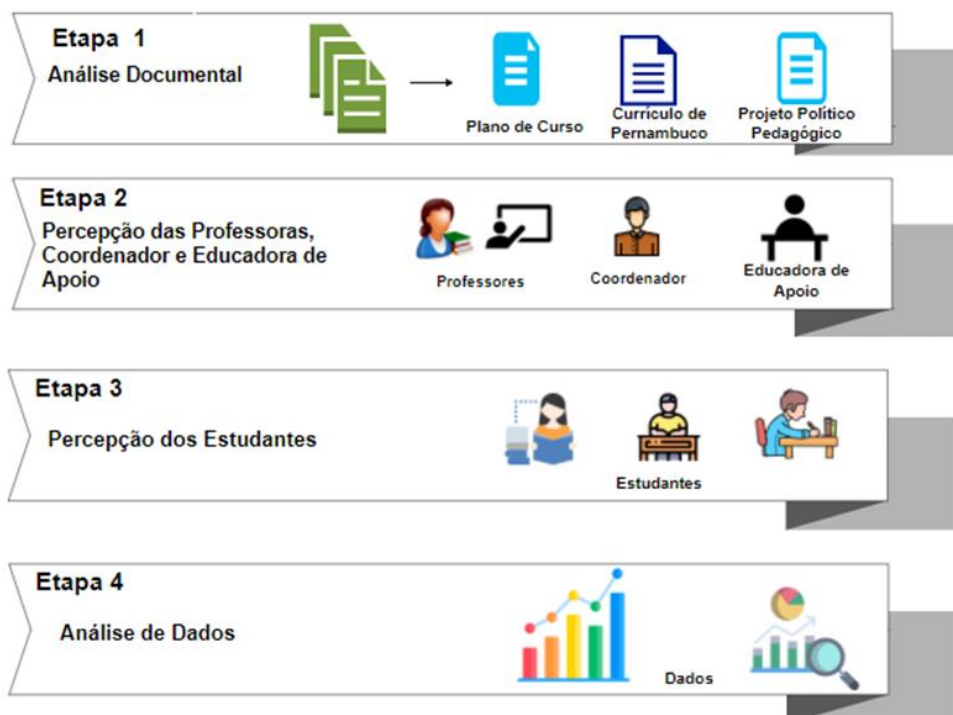 Etapa 1
Análise Documental
Plano de Curso
Currículo de
Pernambuco
Projeto Politico
Pedagógico
Etapa 2
Percepção das Professoras,
Coordenador e Educadora de
Apoio
Professores
Coordenador
Educadora de
Apoio
Etapa 3
Percepção dos Estudantes
Estudantes
Etapa 4
Análise de Dados
Dados